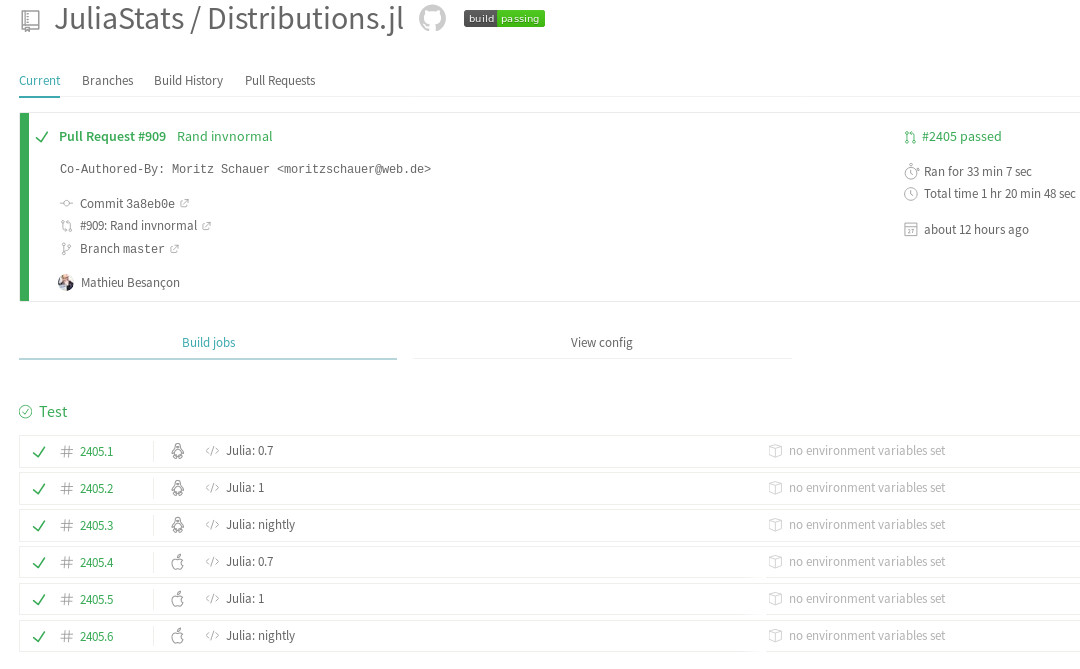 JuliaStats / Distributions.jl build passing
Current Branches Build History Pull Requests
Pull Request #909 Rand invnormal
#2405 passed
Co-Authored-By: Moritz Schauer <moritzschauer@web.de>
Ran for 33 min 7 sec
Total time 1 hr 20 min 48 sec
Commit 3a8eb0e
#909: Rand invnormal
Branch master
about 12 hours ago
Mathieu Besançon
Build jobs View config
Test
# 2405.1 </> Julia: 0.7 no environment variables set
# 2405.2 </> Julia: 1 no environment variables set
# 2405.3 </> Julia: nightly no environment variables set
# 2405.4 </> Julia: 0.7 no environment variables set
# 2405.5 </> Julia: 1 no environment variables set
# 2405.6 </> Julia: nightly no environment variables set